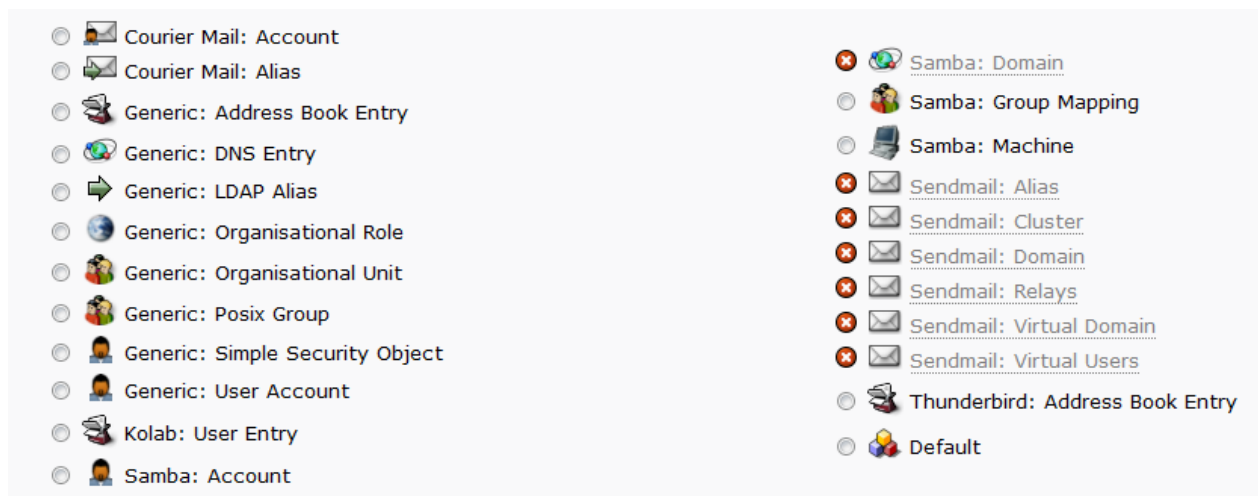 Courier Mail: Account
Courier Mail: Alias
Generic: Address Book Entry
Generic: DNS Entry
Generic: LDAP Alias
Generic: Organisational Role
Generic: Organisational Unit
Generic: Posix Group
Generic: Simple Security Object
Generic: User Account
Kolab: User Entry
Samba: Account
Samba: Domain
Samba: Group Mapping
Samba: Machine
Sendmail: Alias
Sendmail: Cluster
Sendmail: Domain
Sendmail: Relays
Sendmail: Virtual Domain
Sendmail: Virtual Users
Thunderbird: Address Book Entry
Default